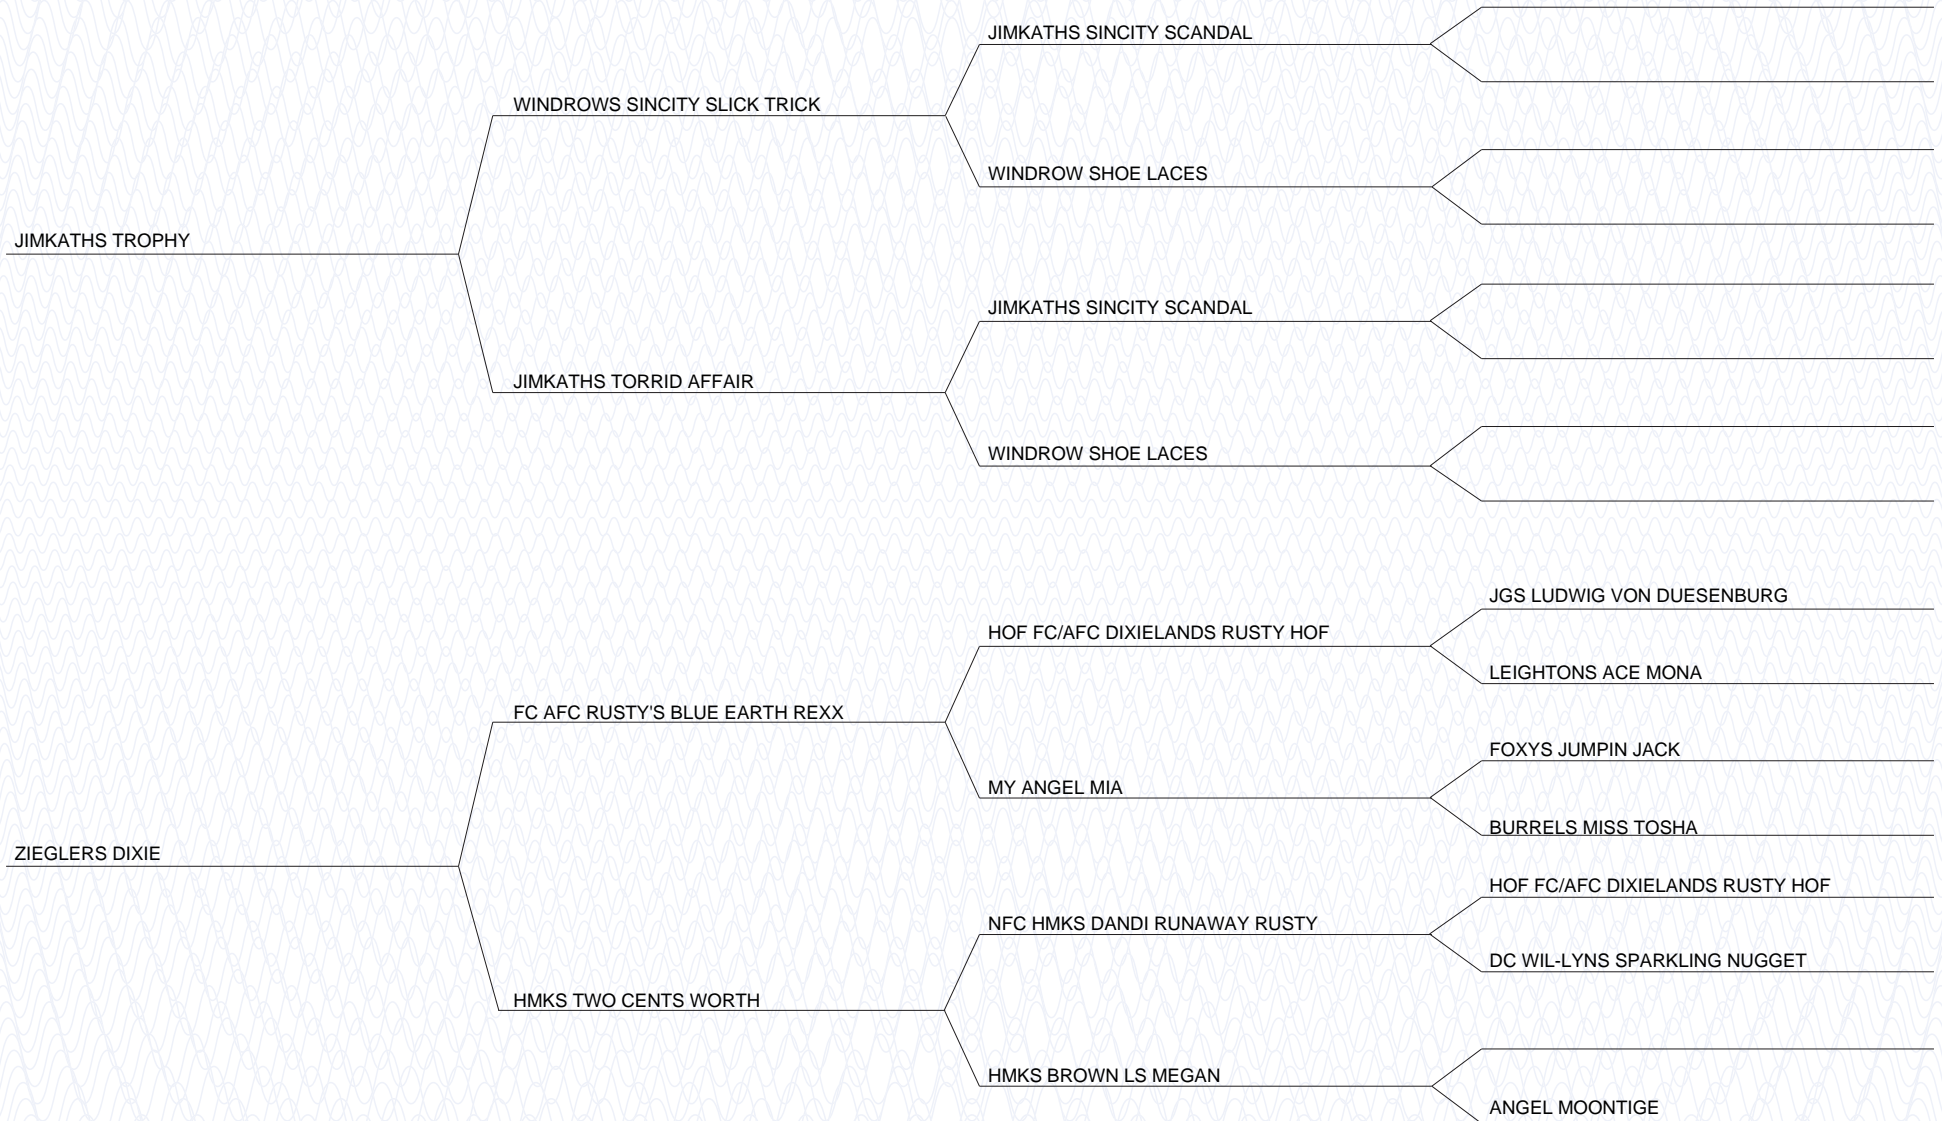 JIMKATHS SINCITY SCANDAL
WINDROWS SINCITY SLICK TRICK
WINDROW SHOE LACES
JIMKATHS TROPHY
JIMKATHS SINCITY SCANDAL
JIMKATHS TORRID AFFAIR
WINDROW SHOE LACES
JGS LUDWIG VON DUESENBURG
HOF FC/AFC DIXIELANDS RUSTY HOF
LEIGHTONS ACE MONA
FC AFC RUSTY'S BLUE EARTH REXX
FOXYS JUMPIN JACK
MY ANGEL MIA
BURRELS MISS TOSHA
ZIEGLERS DIXIE
HOF FC/AFC DIXIELANDS RUSTY HOF
NFC HMKS DANDI RUNAWAY RUSTY
DC WIL-LYNS SPARKLING NUGGET
HMKS TWO CENTS WORTH
HMKS BROWN LS MEGAN
ANGEL MOONTIGE